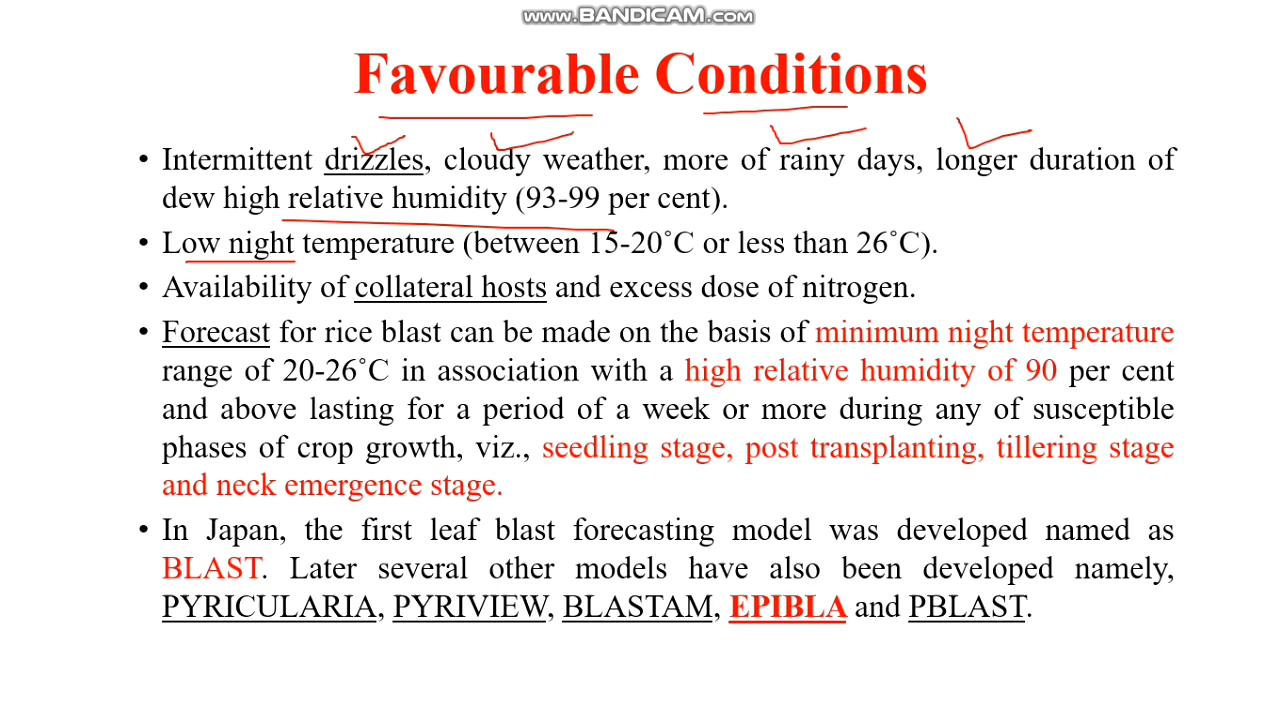 www.BANDICAM.com
Favourable Conditions
• Intermittent drizzles, cloudy weather, more of rainy days, longer duration of
dew high relative humidity (93-99 per cent).
• Low night temperature (between 15-20˚C or less than 26˚C).
• Availability of collateral hosts and excess dose of nitrogen.
• Forecast for rice blast can be made on the basis of minimum night temperature
range of 20-26˚C in association with a high relative humidity of 90 per cent
and above lasting for a period of a week or more during any of susceptible
phases of crop growth, viz., seedling stage, post transplanting, tillering stage
and neck emergence stage.
• In Japan, the first leaf blast forecasting model was developed named as
BLAST. Later several other models have also been developed namely,
PYRICULARIA, PYRIVIEW, BLASTAM, EPIBLA and PBLAST.